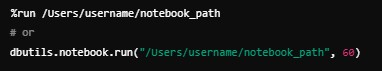 %run /Users/username/notebook_path
# or
dbutils.notebook.run("/Users/username/notebook_path", 60)